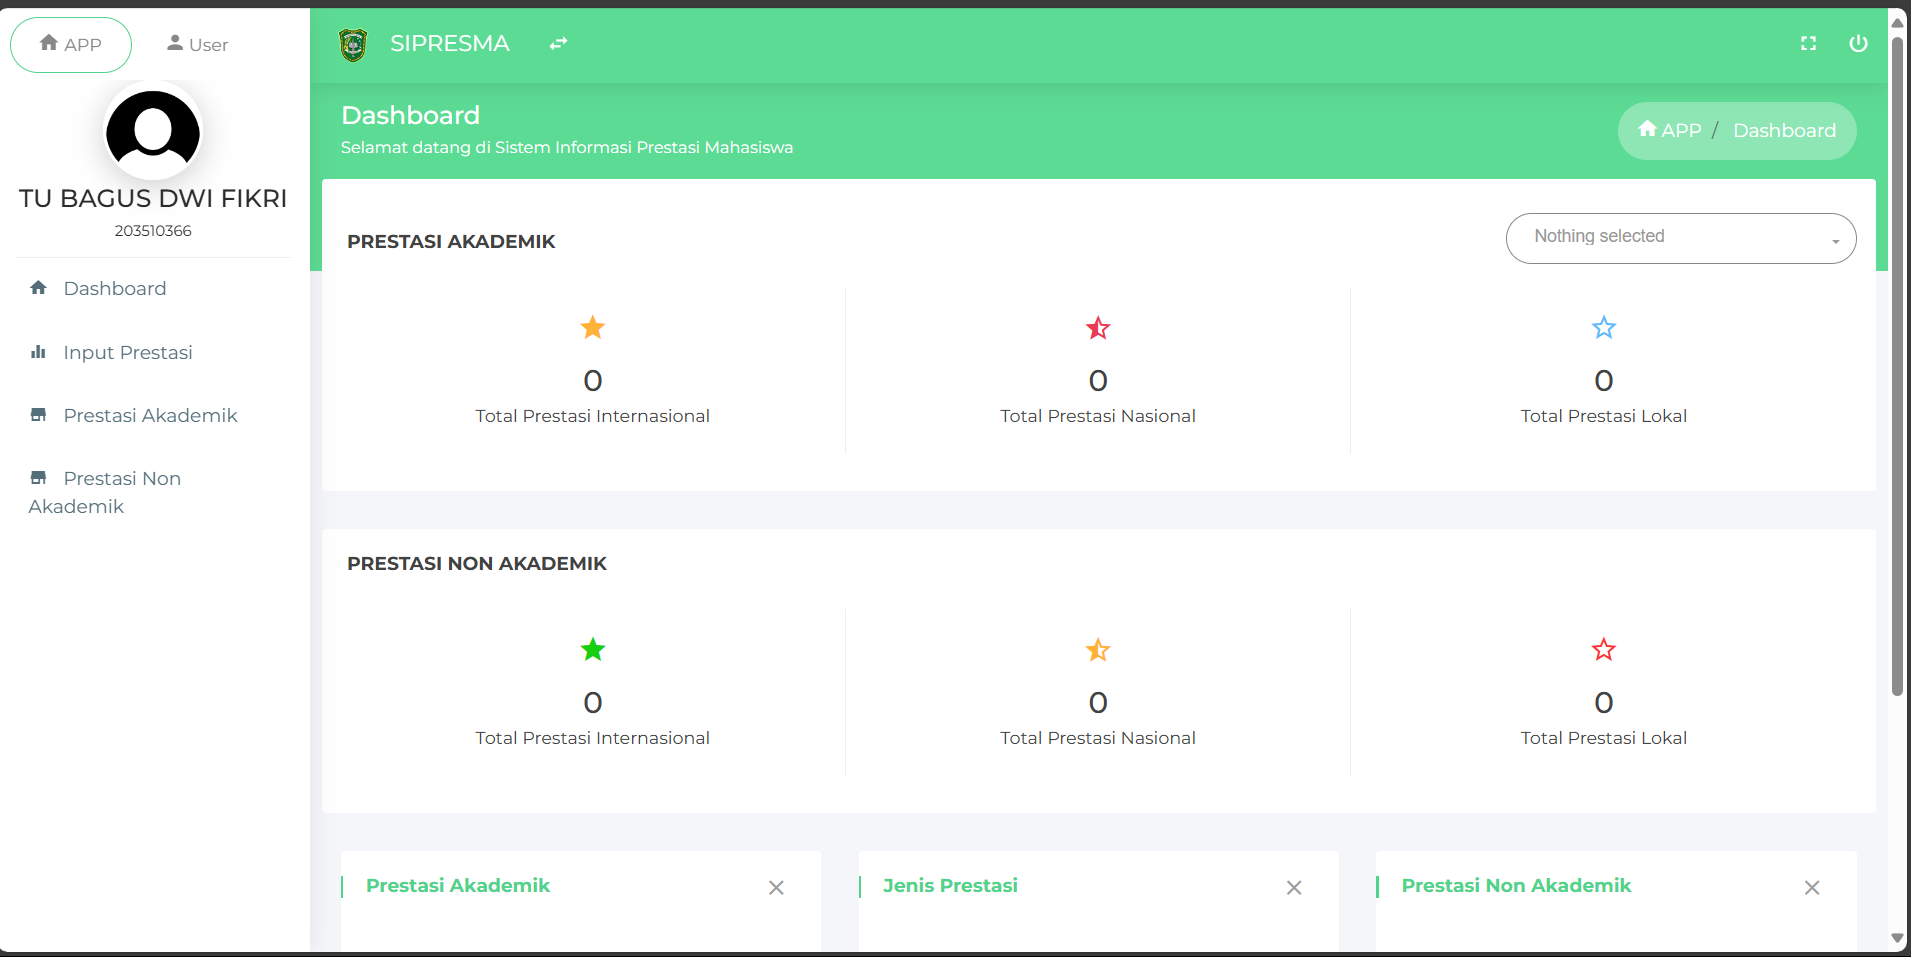 APP
User
TU BAGUS DWI FIKRI
203510366
Dashboard
Input Prestasi
Prestasi Akademik
Prestasi Non
Akademik
SIPRESMA
Dashboard
Selamat datang di Sistem Informasi Prestasi Mahasiswa
APP / Dashboard
PRESTASI AKADEMIK
Nothing selected
0
Total Prestasi Internasional
0
Total Prestasi Nasional
0
Total Prestasi Lokal
PRESTASI NON AKADEMIK
0
Total Prestasi Internasional
0
Total Prestasi Nasional
0
Total Prestasi Lokal
Prestasi Akademik
Jenis Prestasi
Prestasi Non Akademik